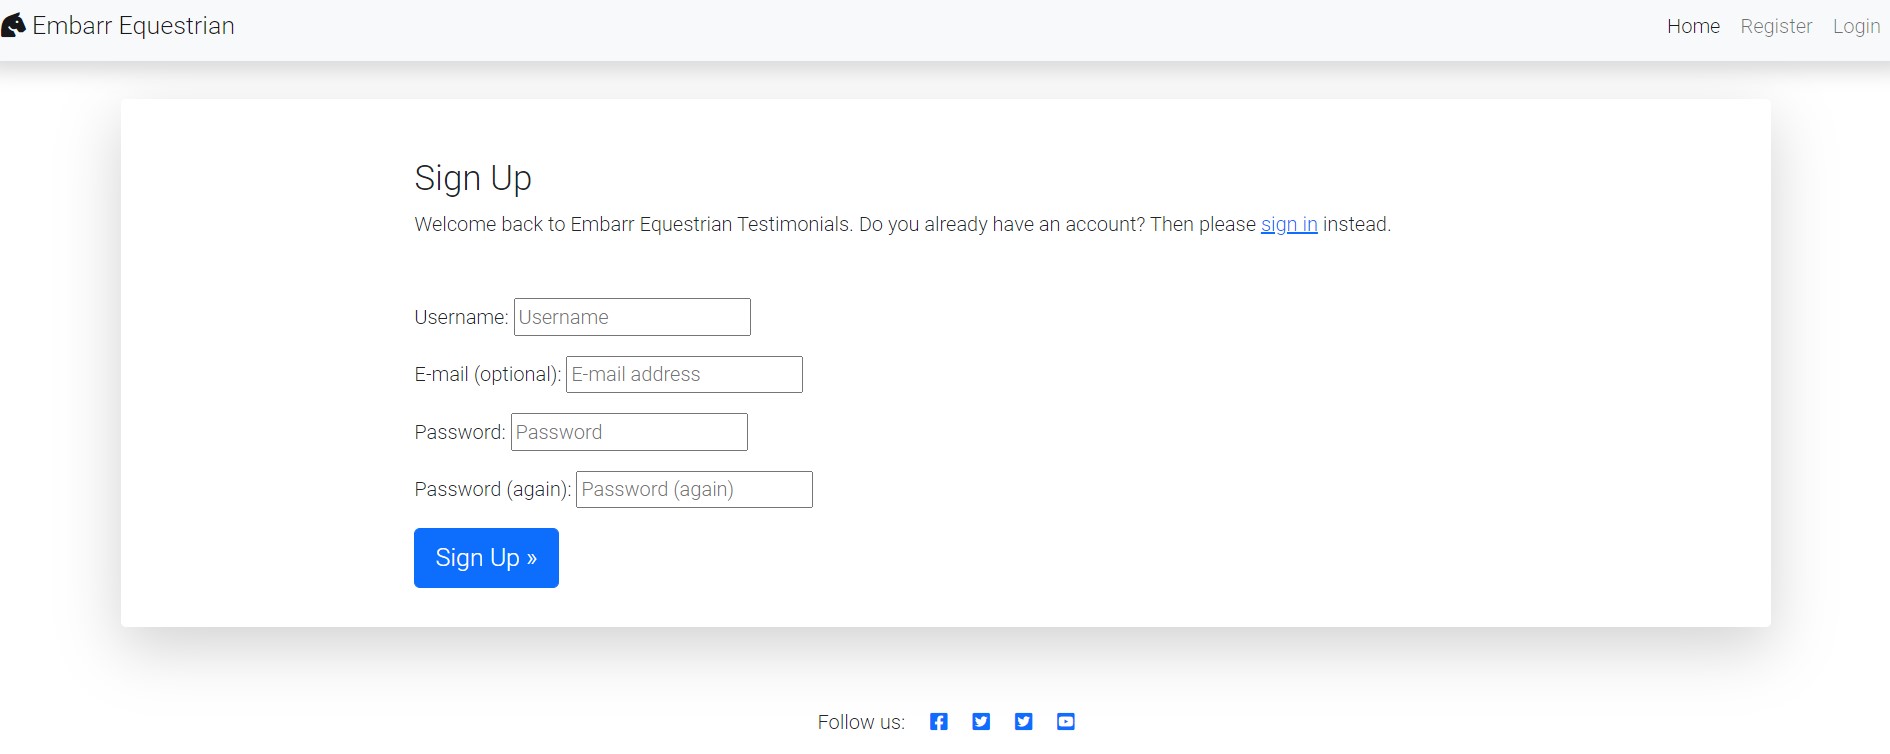 Embarr Equestrian
Home Register Login
Sign Up
Welcome back to Embarr Equestrian Testimonials. Do you already have an account? Then please sign in instead.
Username: Username
E-mail (optional): E-mail address
Password: Password
Password (again): Password (again)
Sign Up »
Follow us: